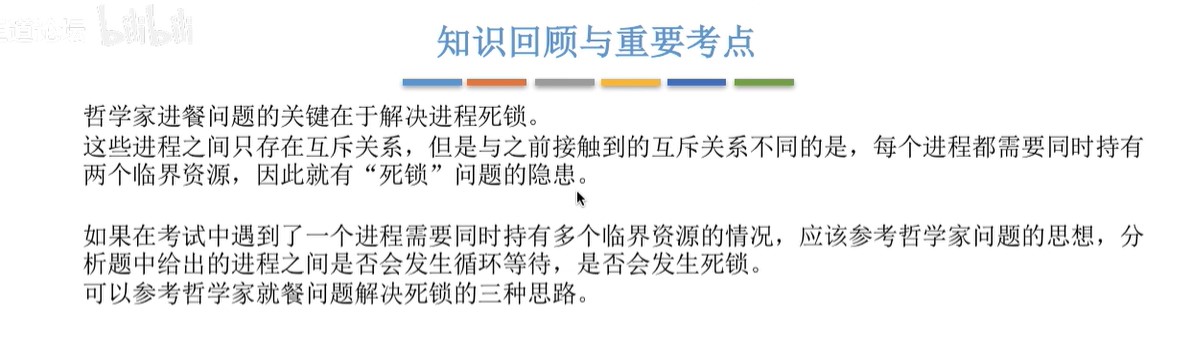 bilibili
知识回顾与重要考点
哲学家进餐问题的关键在于解决进程死锁。
这些进程之间只存在互斥关系，但是与之前接触到的互斥关系不同的是，每个进程都需要同时持有
两个临界资源，因此就有“死锁”问题的隐患。
如果在考试中遇到了一个进程需要同时持有多个临界资源的情况，应该参考哲学家问题的思想，分
析题中给出的进程之间是否会发生循环等待，是否会发生死锁。
可以参考哲学家就餐问题解决死锁的三种思路。